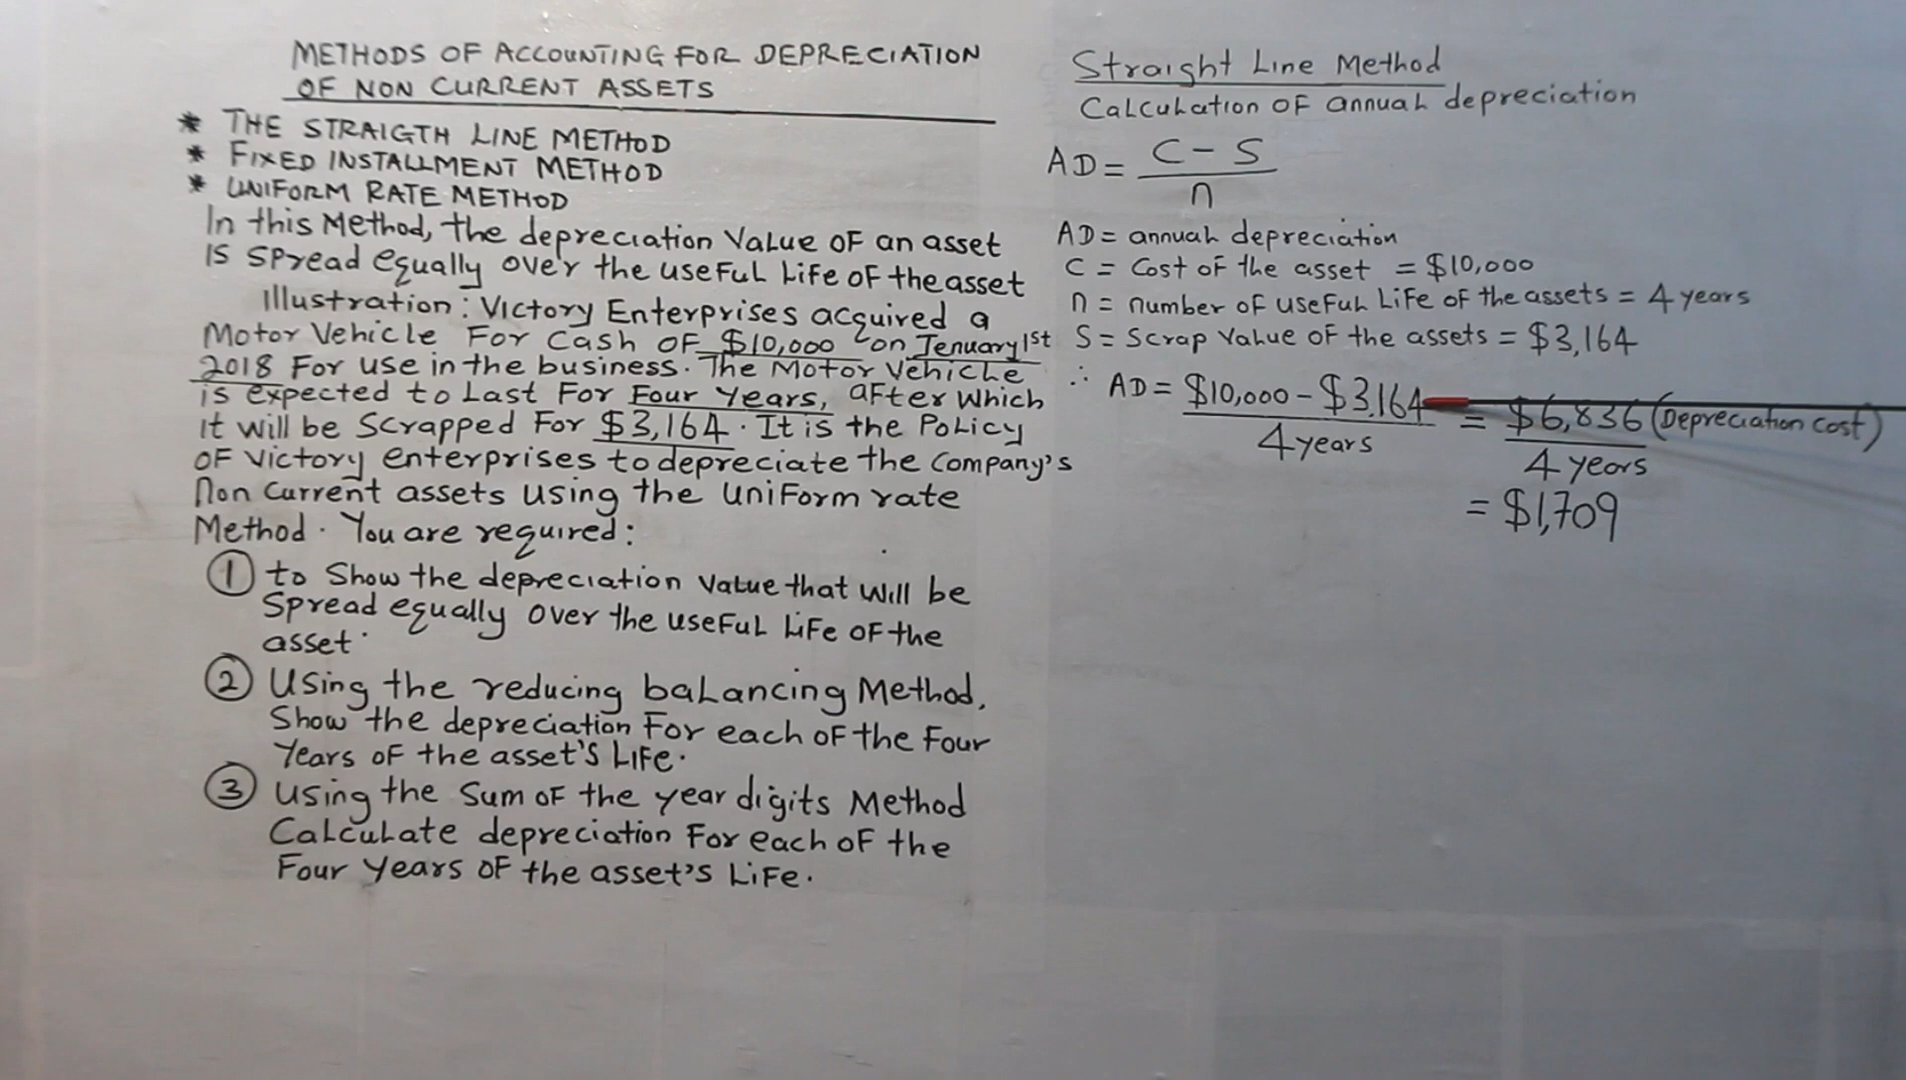 METHODS OF ACCOUNTING FOR DEPRECIATION
OF NON CURRENT ASSETS
* THE STRAIGTH LINE METHOD
* FIXED INSTALLMENT METHOD
* UNIFORM RATE METHOD
In this Method, the depreciation Value OF an asset
is spread equally over the useful Life of the asset
Illustration: Victory Enterprises acquired a
Motor Vehicle For Cash OF $10,000 on Jenuary 1st
2018 For use in the business. The Motor Vehicle
is expected to Last For Four Years, after which
it will be Scrapped For $3,164. It is the Policy
of Victory enterprises to depreciate the Company's
Non Current assets using the uniform rate
Method. You are required:
① to Show the depreciation Value that will be
Spread equally over the useful life of the
asset.
② Using the reducing balancing Method,
Show the depreciation For each of the Four
Years of the asset's Life.
③ Using the Sum of the year digits Method
Calculate depreciation For each of the
Four Years of the asset's Life.
Straight Line Method
Calculation of annual depreciation
AD = C - S
n
AD = annual depreciation
C = Cost of the asset = $10,000
n = number of useful Life of the assets = 4 years
S = Scrap Value of the assets = $3,164
∴ AD = $10,000 - $3,164 = $6,836 (Depreciation cost)
4 years 4 years
= $1,709